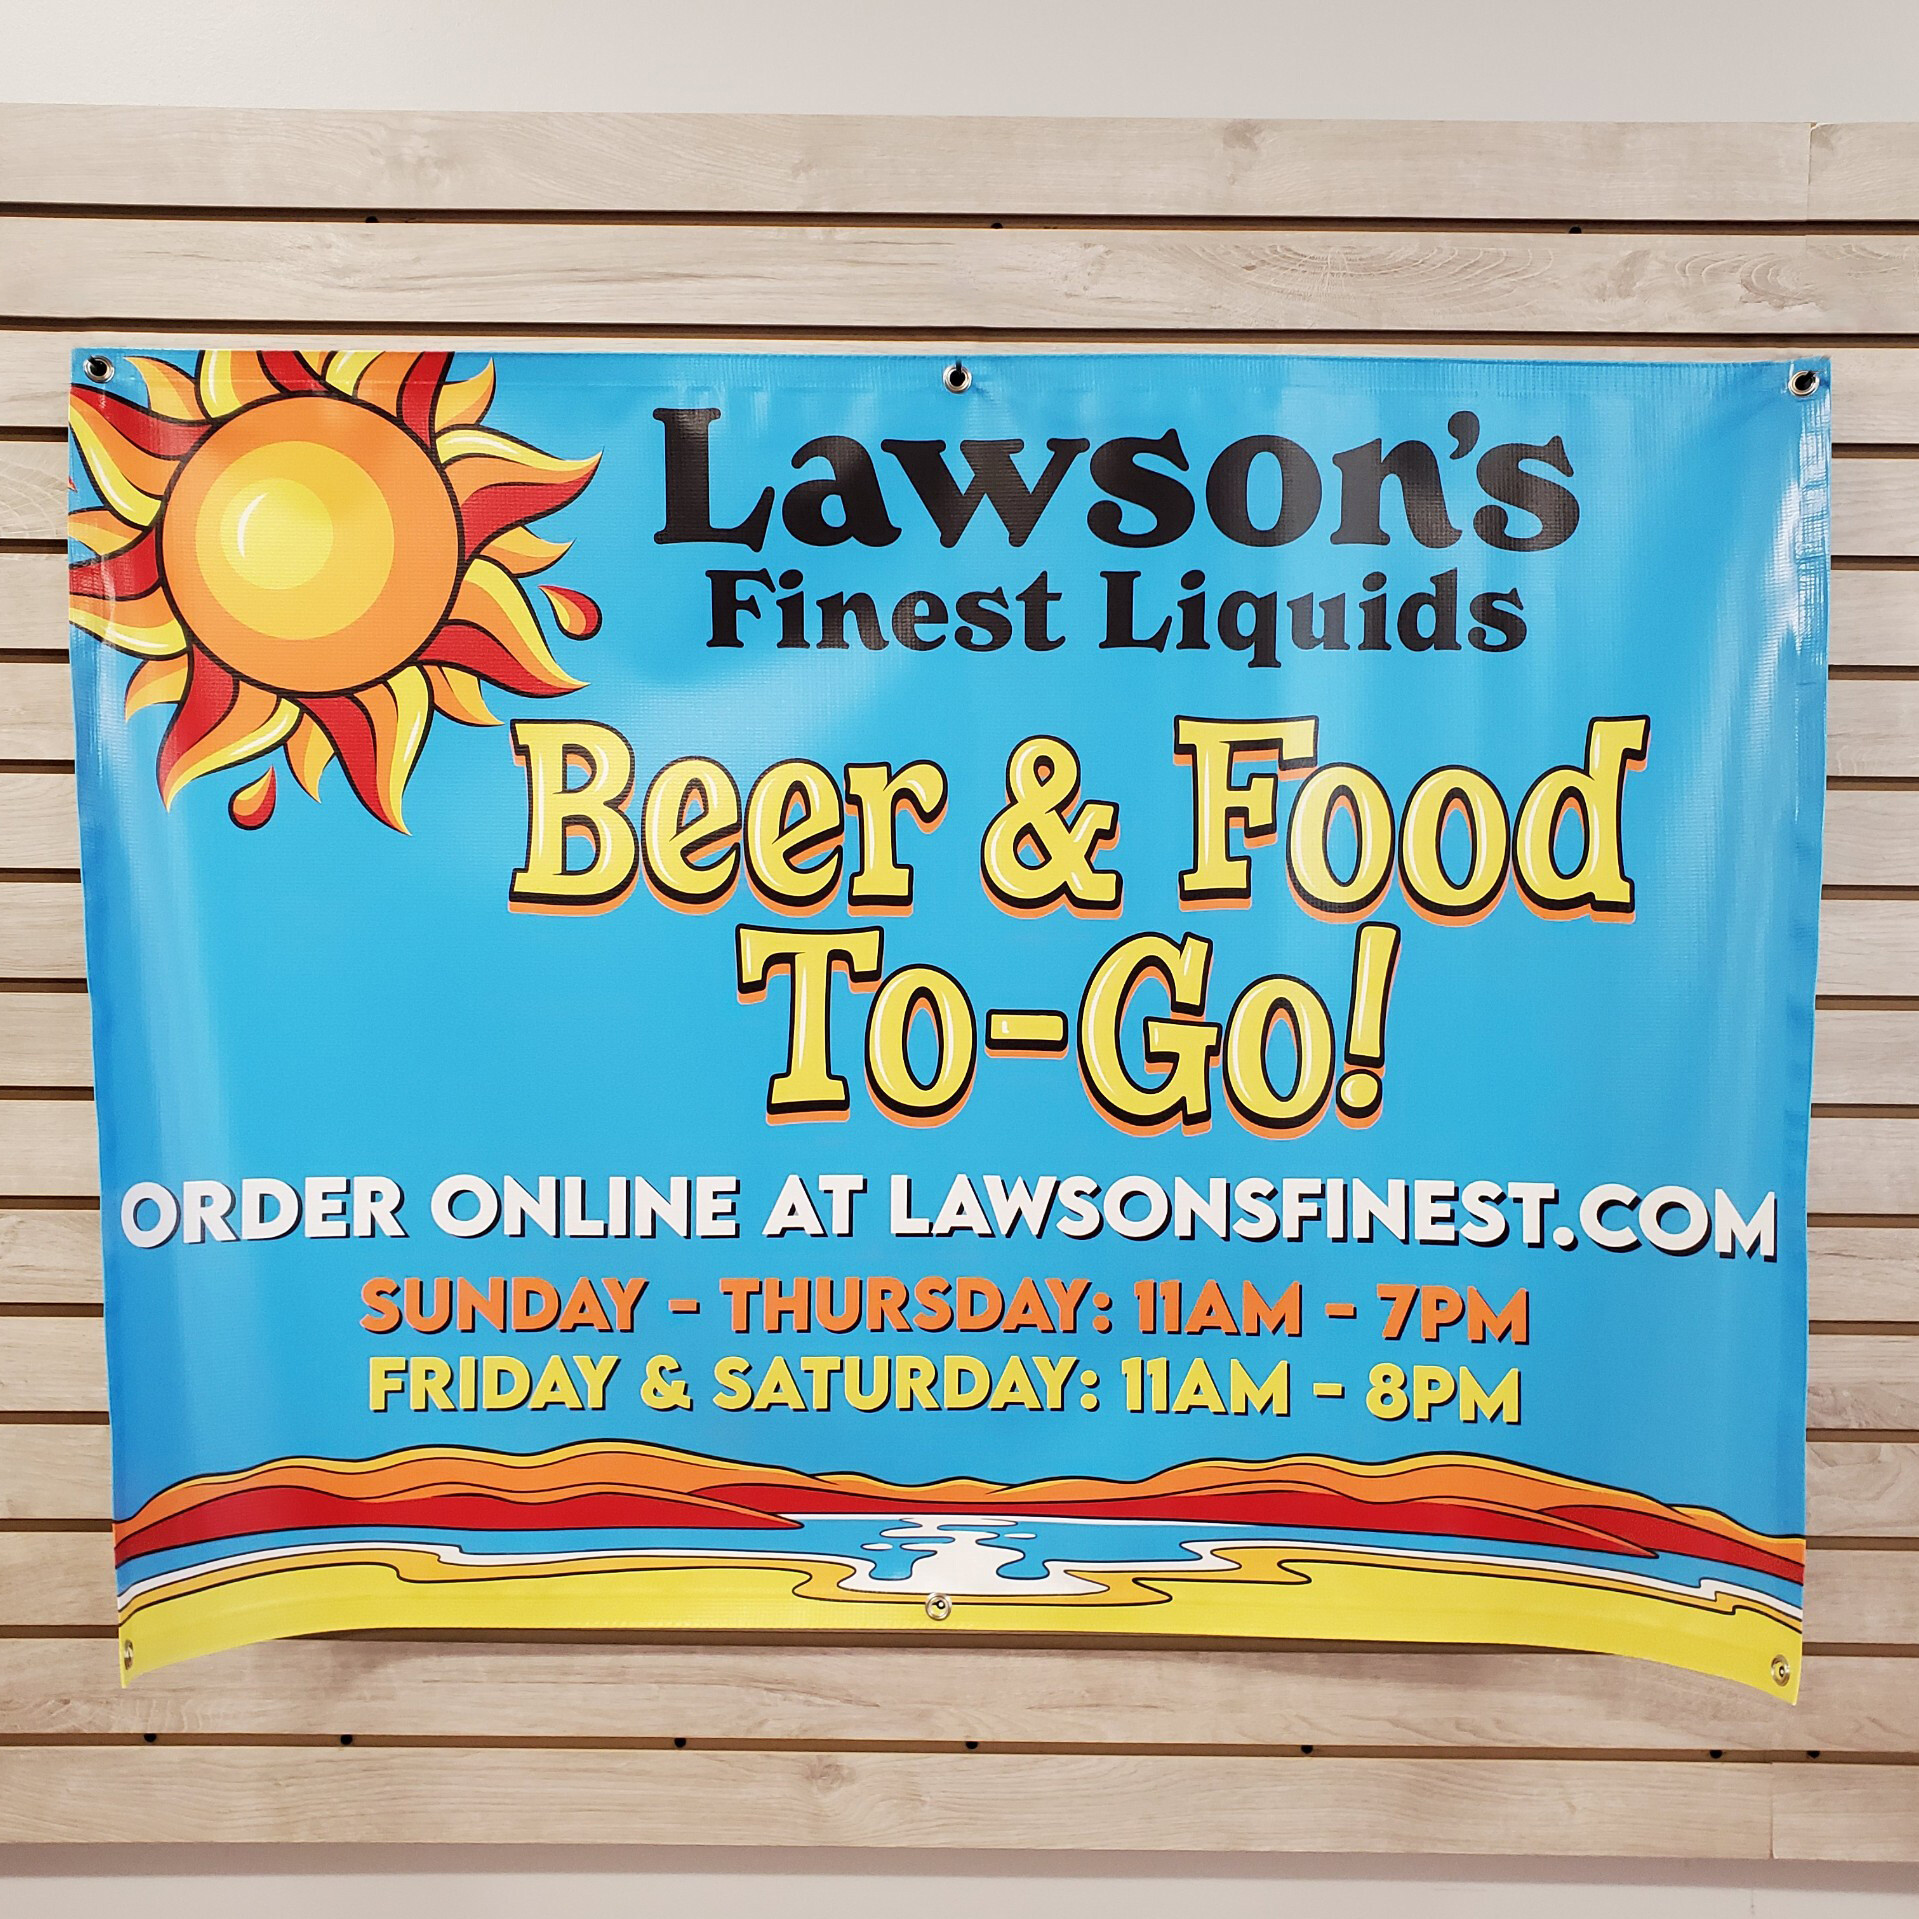 Lawson's
Finest Liquids
Beer & Food
To-Go!
ORDER ONLINE AT LAWSONSFINEST.COM
SUNDAY - THURSDAY: 11AM - 7PM
FRIDAY & SATURDAY: 11AM - 8PM